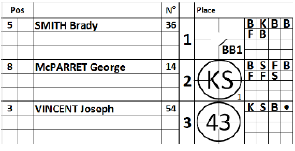 Pos N° Place
5 SMITH Brady 36 1 BB1 B K B B
F B
8 McPARRET George 14 2 KS 1 B S F B
F F S
3 VINCENT Josoph 54 3 43 K S B •